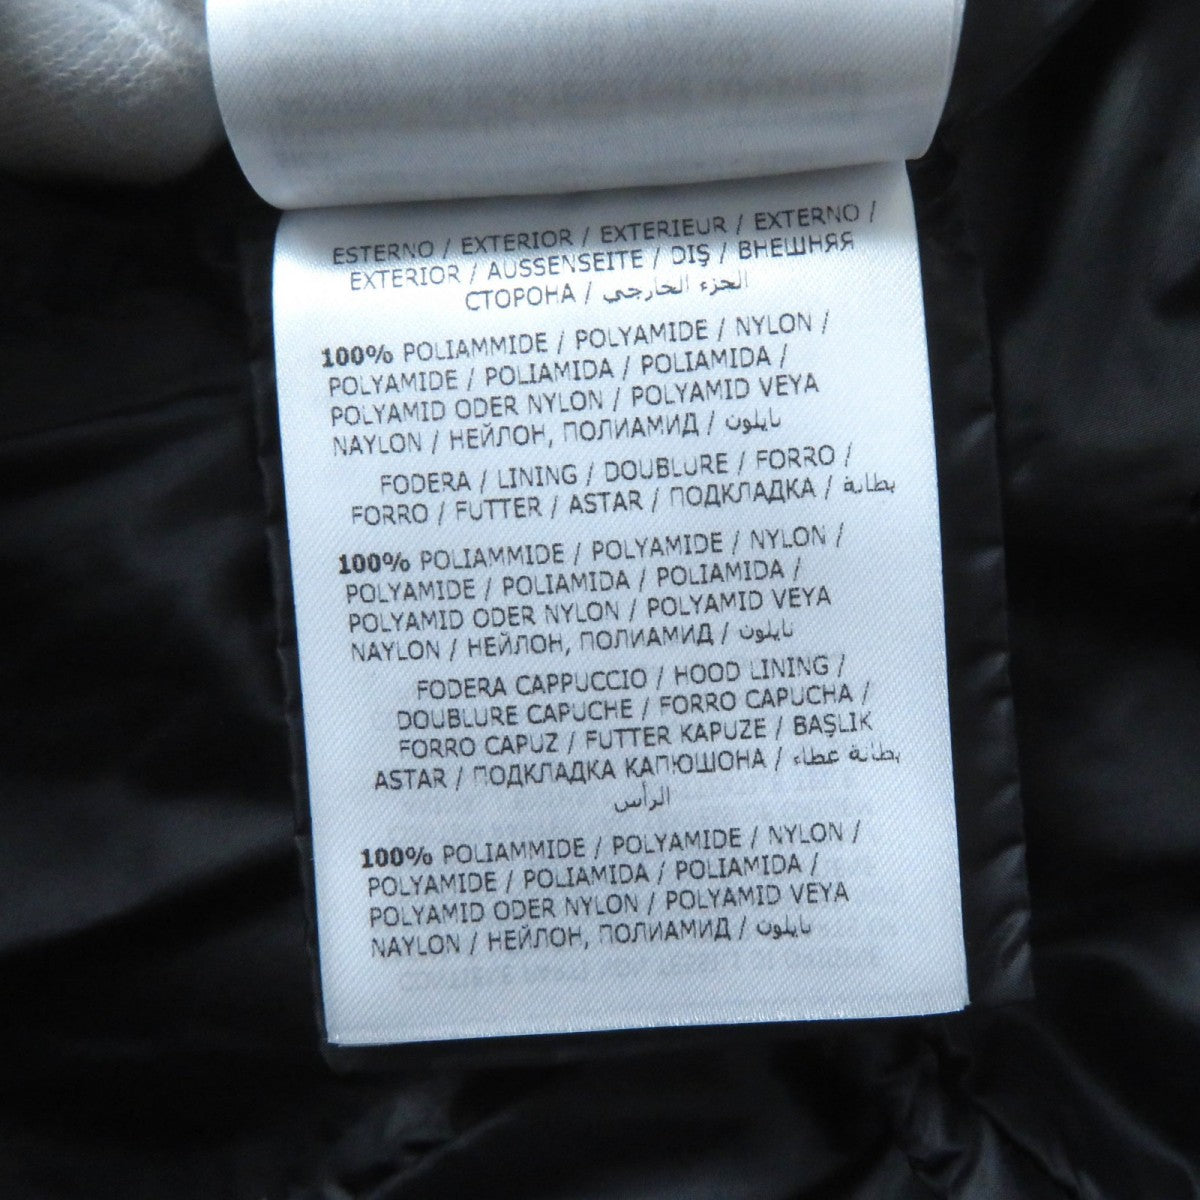 ESTERNO / EXTERIOR / EXTERIEUR / EXTERNO /
EXTERIOR / AUSSENSEITE / DIŞ / ВНЕШНЯЯ
СТОРОНА / الجزء الخارجي
100% POLIAMMIDE / POLYAMIDE / NYLON /
POLYAMIDE / POLIAMIDA / POLIAMIDA /
POLYAMID ODER NYLON / POLYAMID VEYA
NAYLON / НЕЙЛОН, ПОЛИАМИД / نايلون
FODERA / LINING / DOUBLURE / FORRO /
FORRO / FUTTER / ASTAR / ПОДКЛАДКА / بطانة
100% POLIAMMIDE / POLYAMIDE / NYLON /
POLYAMIDE / POLIAMIDA / POLIAMIDA /
POLYAMID ODER NYLON / POLYAMID VEYA
NAYLON / НЕЙЛОН, ПОЛИАМИД / نايلون
FODERA CAPPUCCIO / HOOD LINING /
DOUBLURE CAPUCHE / FORRO CAPUCHA /
FORRO CAPUZ / FUTTER KAPUZE / BAŞLIK
ASTAR / ПОДКЛАДКА КАПЮШОНА / بطانة غطاء
الرأس
100% POLIAMMIDE / POLYAMIDE / NYLON /
POLYAMIDE / POLIAMIDA / POLIAMIDA /
POLYAMID ODER NYLON / POLYAMID VEYA
NAYLON / НЕЙЛОН, ПОЛИАМИД / نايلون